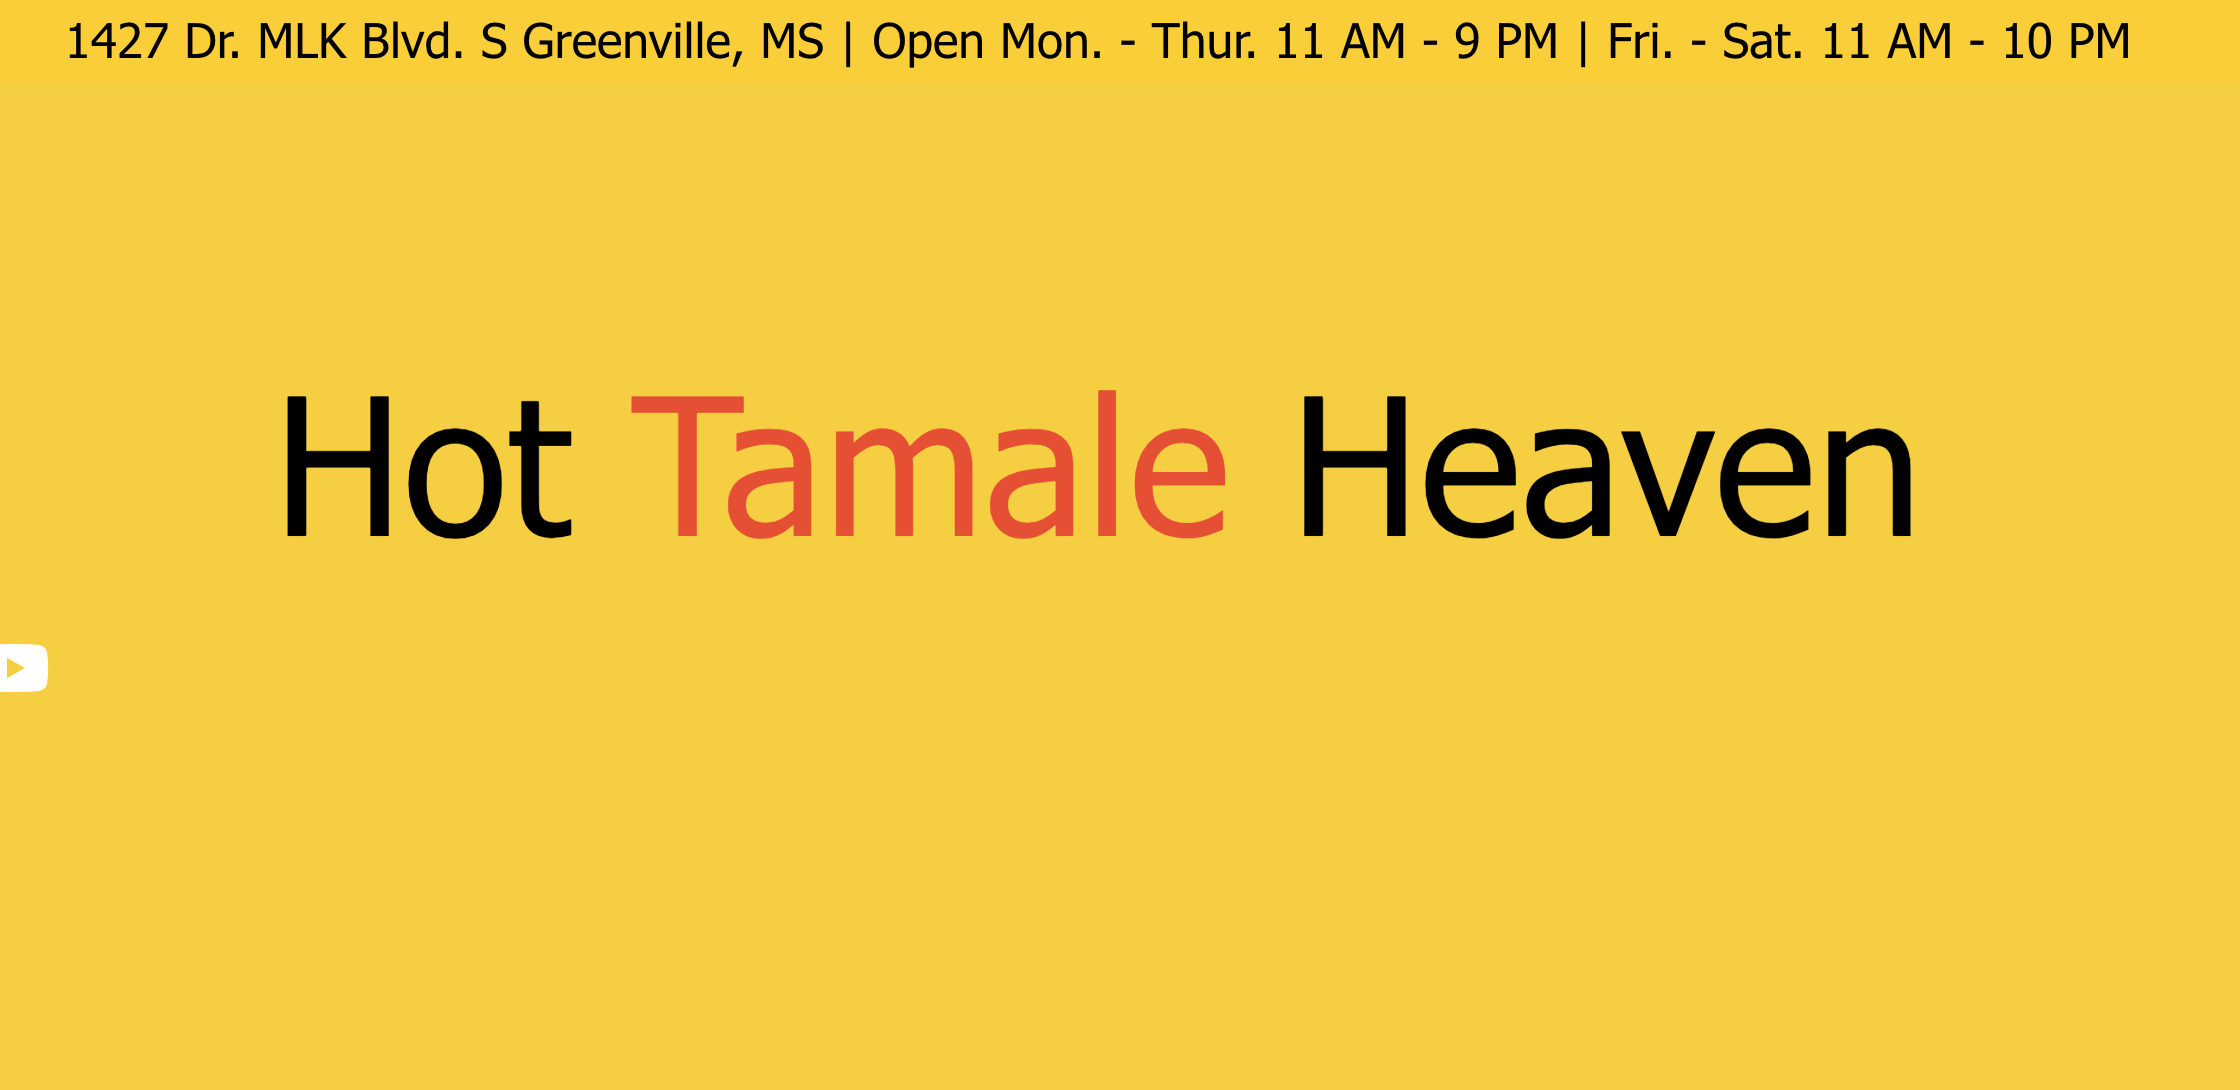 1427 Dr. MLK Blvd. S Greenville, MS | Open Mon. - Thur. 11 AM - 9 PM | Fri. - Sat. 11 AM - 10 PM
Hot Tamale Heaven